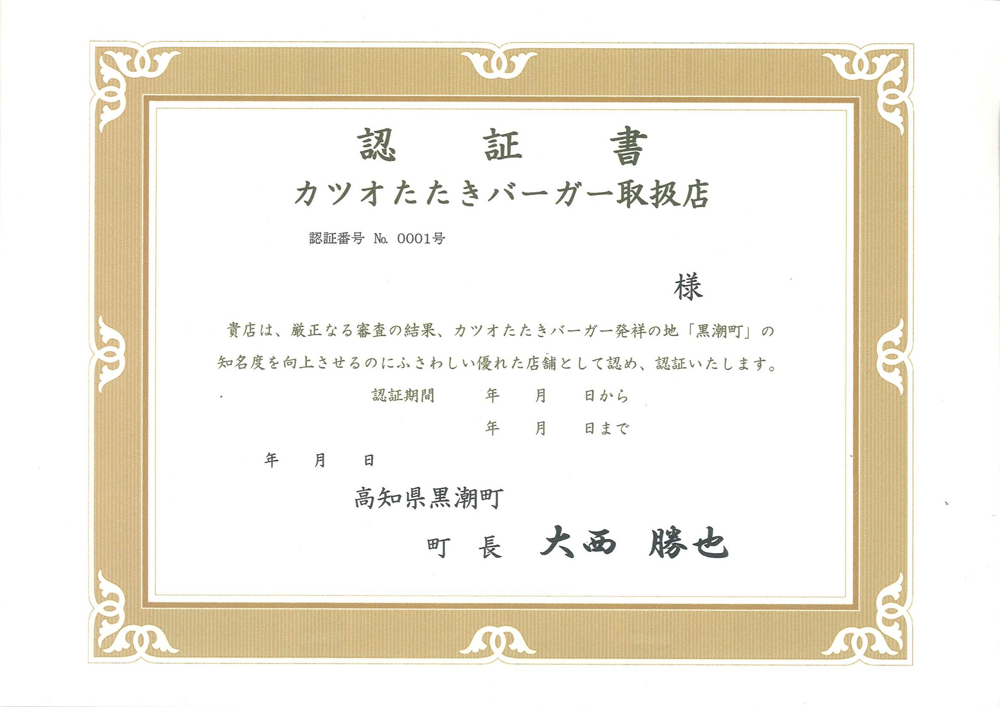 認証書
カツオたたきバーガー取扱店
認証番号 № 0001号
様
貴店は、厳正なる審査の結果、カツオたたきバーガー発祥の地「黒潮町」の
知名度を向上させるのにふさわしい優れた店舗として認め、認証いたします。
認証期間 年 月 日から
年 月 日まで
年 月 日
高知県黒潮町
町 長 大西 勝也